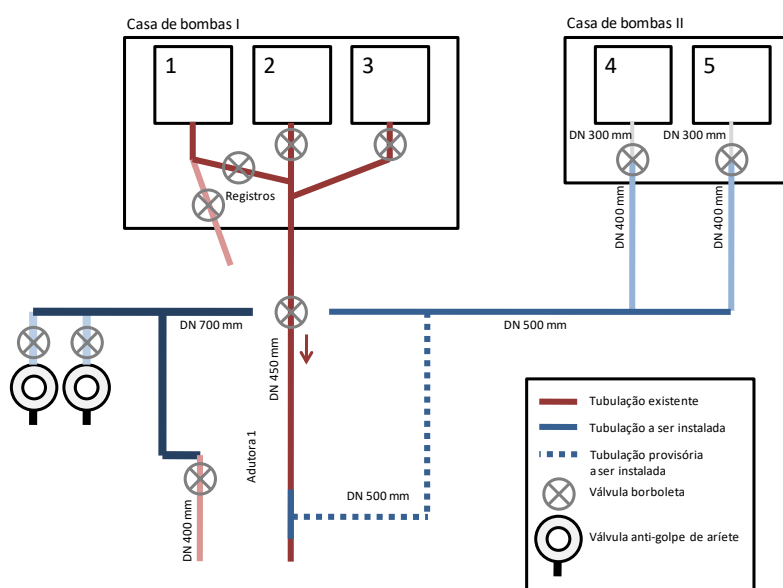 Casa de bombas I
Casa de bombas II
1
2
3
4
5
DN 300 mm
DN 300 mm
Registros
DN 400 mm
DN 400 mm
DN 700 mm
DN 500 mm
DN 450 mm
Adutora 1
DN 500 mm
DN 400 mm
Tubulação existente
Tubulação a ser instalada
Tubulação provisória
a ser instalada
Válvula borboleta
Válvula anti-golpe de aríete